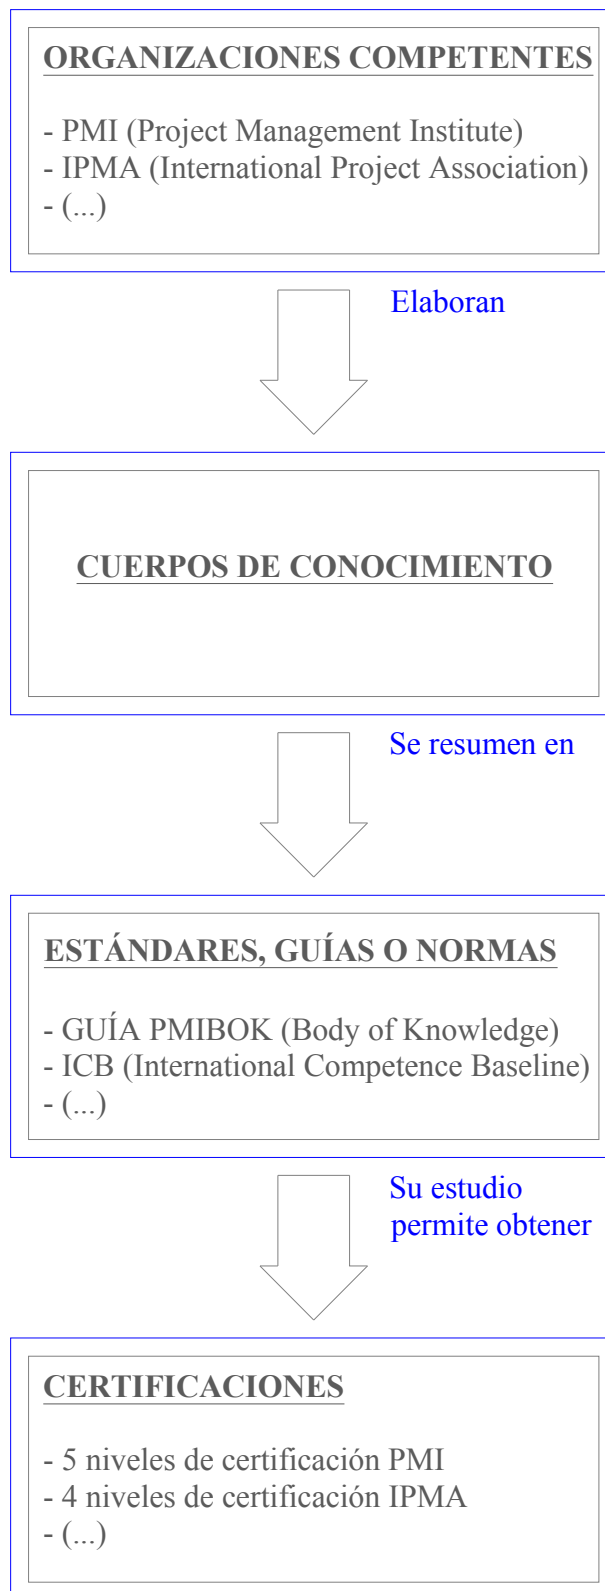 ORGANIZACIONES COMPETENTES
- PMI (Project Management Institute)
- IPMA (International Project Association)
- (...)
Elaboran
CUERPOS DE CONOCIMIENTO
Se resumen en
ESTÁNDARES, GUÍAS O NORMAS
- GUÍA PMIBOK (Body of Knowledge)
- ICB (International Competence Baseline)
- (...)
Su estudio
permite obtener
CERTIFICACIONES
- 5 niveles de certificación PMI
- 4 niveles de certificación IPMA
- (...)